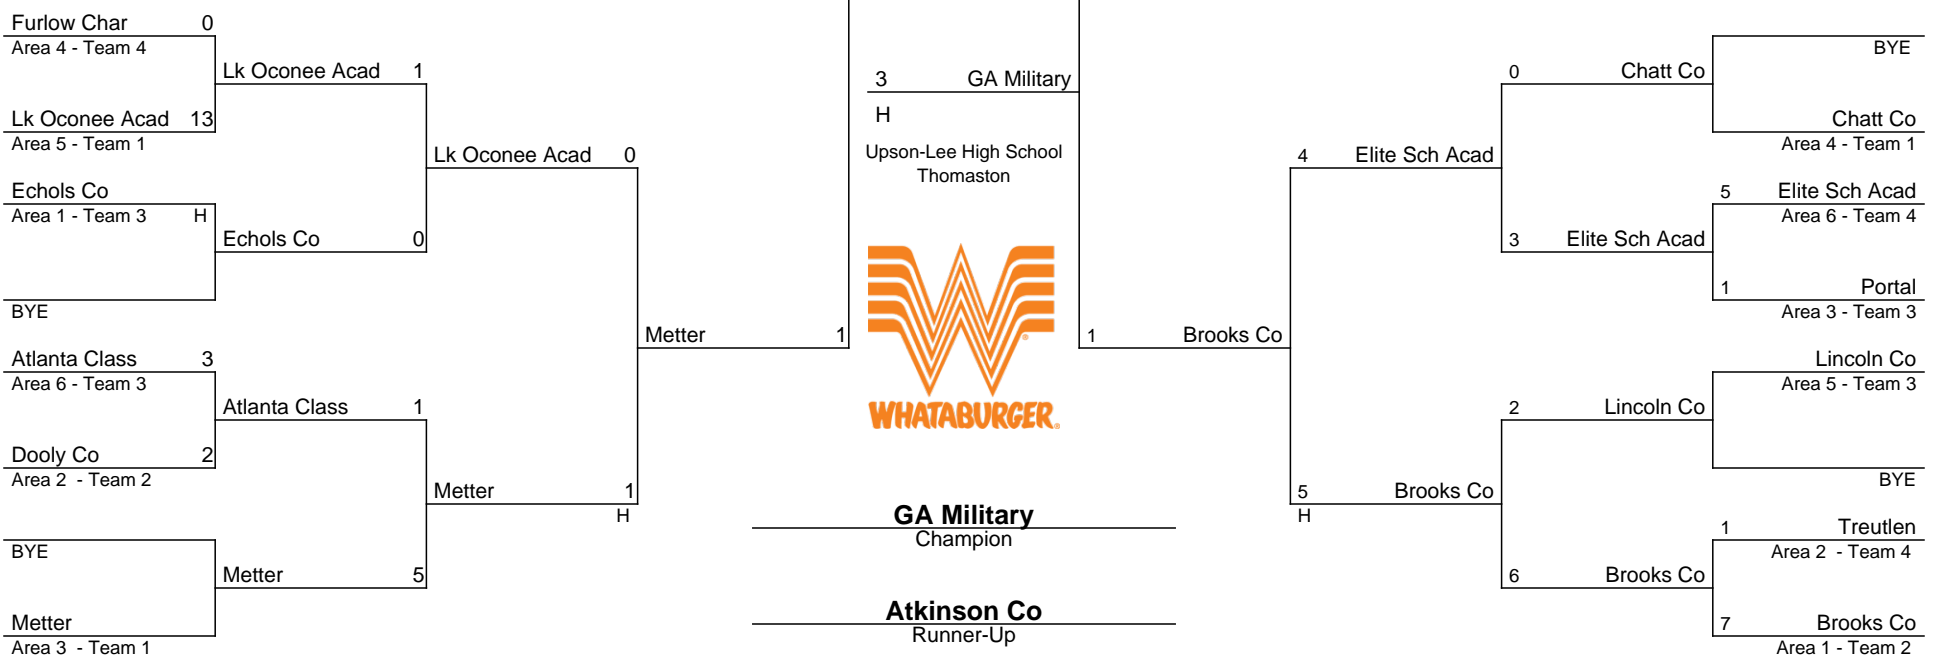 Furlow Char 0
Area 4 - Team 4
Lk Oconee Acad 1
Lk Oconee Acad 13
Area 5 - Team 1
Lk Oconee Acad 0
Echols Co
Area 1 - Team 3 H
Echols Co 0
BYE
Metter 1
Atlanta Class 3
Area 6 - Team 3
Atlanta Class 1
Dooly Co 2
Area 2 - Team 2
Metter 1
H
BYE
Metter 5
Metter
Area 3 - Team 1
3 GA Military
H
Upson-Lee High School
Thomaston
WHATABURGER
GA Military
Champion
Atkinson Co
Runner-Up
BYE
0 Chatt Co
Chatt Co
Area 4 - Team 1
4 Elite Sch Acad
5 Elite Sch Acad
Area 6 - Team 4
3 Elite Sch Acad
1 Portal
Area 3 - Team 3
1 Brooks Co
Lincoln Co
Area 5 - Team 3
2 Lincoln Co
BYE
5 Brooks Co
H
1 Treutlen
Area 2 - Team 4
6 Brooks Co
7 Brooks Co
Area 1 - Team 2